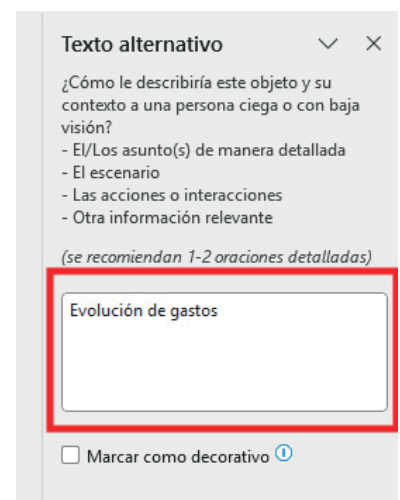 Texto alternativo
¿Cómo le describiría este objeto y su
contexto a una persona ciega o con baja
visión?
- El/Los asunto(s) de manera detallada
- El escenario
- Las acciones o interacciones
- Otra información relevante
(se recomiendan 1-2 oraciones detalladas)
Evolución de gastos
Marcar como decorativo